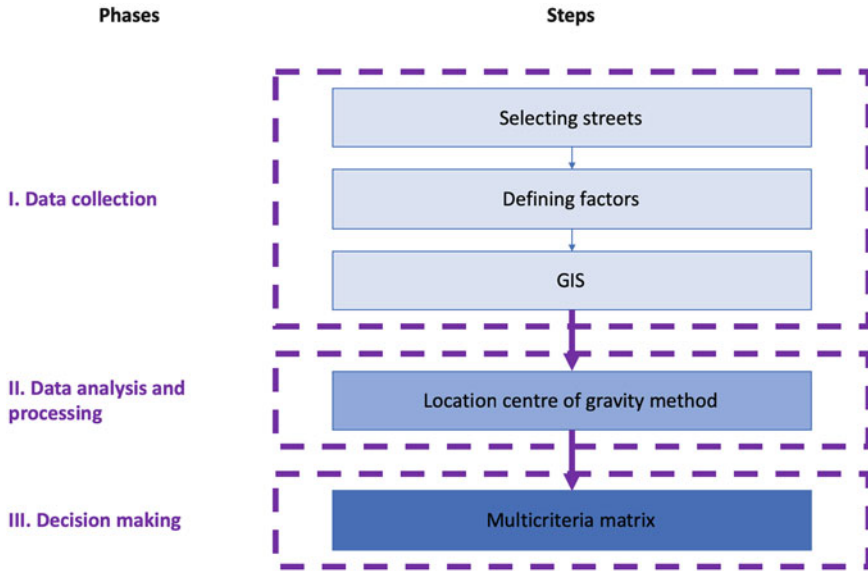 Phases
Steps
Selecting streets
I. Data collection
Defining factors
GIS
II. Data analysis and
processing
Location centre of gravity method
III. Decision making
Multicriteria matrix